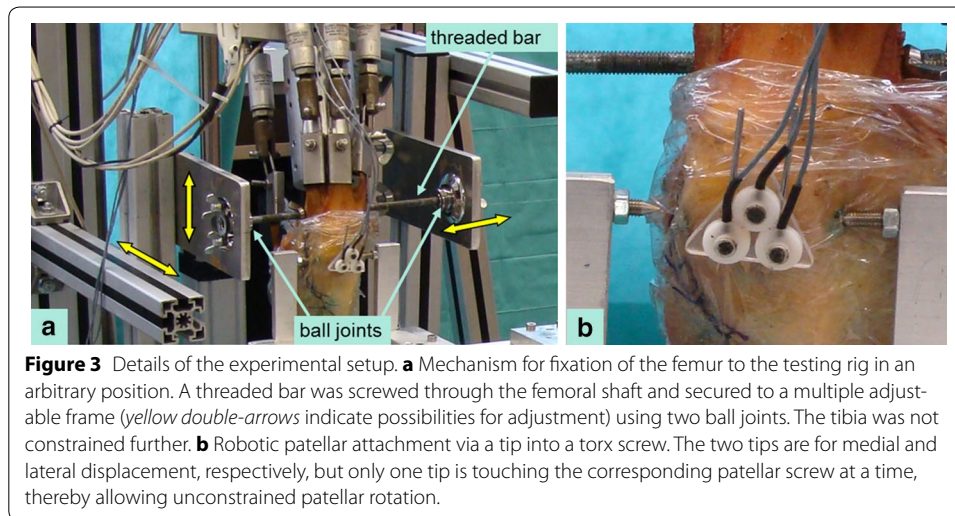 threaded bar
ball joints
a
b
Figure 3 Details of the experimental setup. a Mechanism for fixation of the femur to the testing rig in an
arbitrary position. A threaded bar was screwed through the femoral shaft and secured to a multiple adjust-
able frame (yellow double-arrows indicate possibilities for adjustment) using two ball joints. The tibia was not
constrained further. b Robotic patellar attachment via a tip into a torx screw. The two tips are for medial and
lateral displacement, respectively, but only one tip is touching the corresponding patellar screw at a time,
thereby allowing unconstrained patellar rotation.